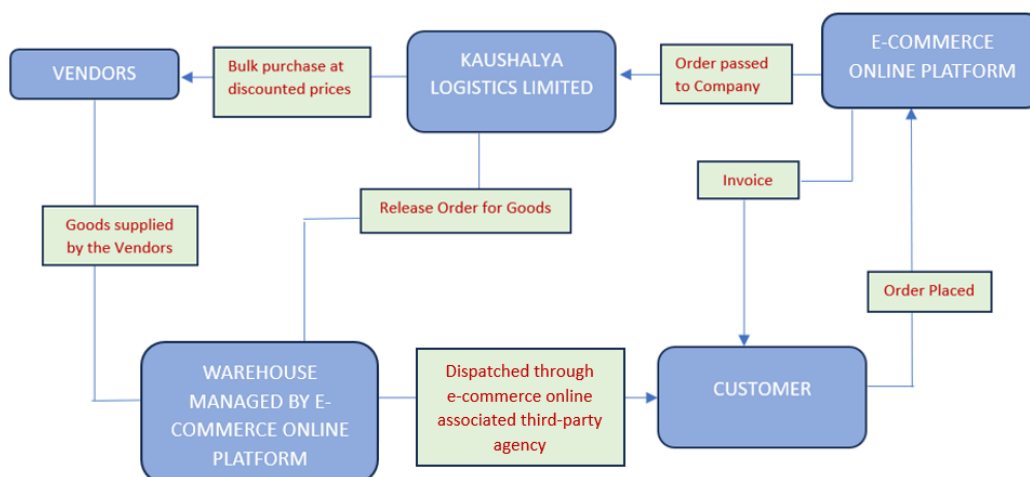 VENDORS
Bulk purchase at
discounted prices
KAUSHALYA
LOGISTICS LIMITED
Order passed
to Company
E-COMMERCE
ONLINE PLATFORM
Invoice
Release Order for Goods
Goods supplied
by the Vendors
Order Placed
WAREHOUSE
MANAGED BY E-
COMMERCE ONLINE
PLATFORM
Dispatched through
e-commerce online
associated third-party
agency
CUSTOMER